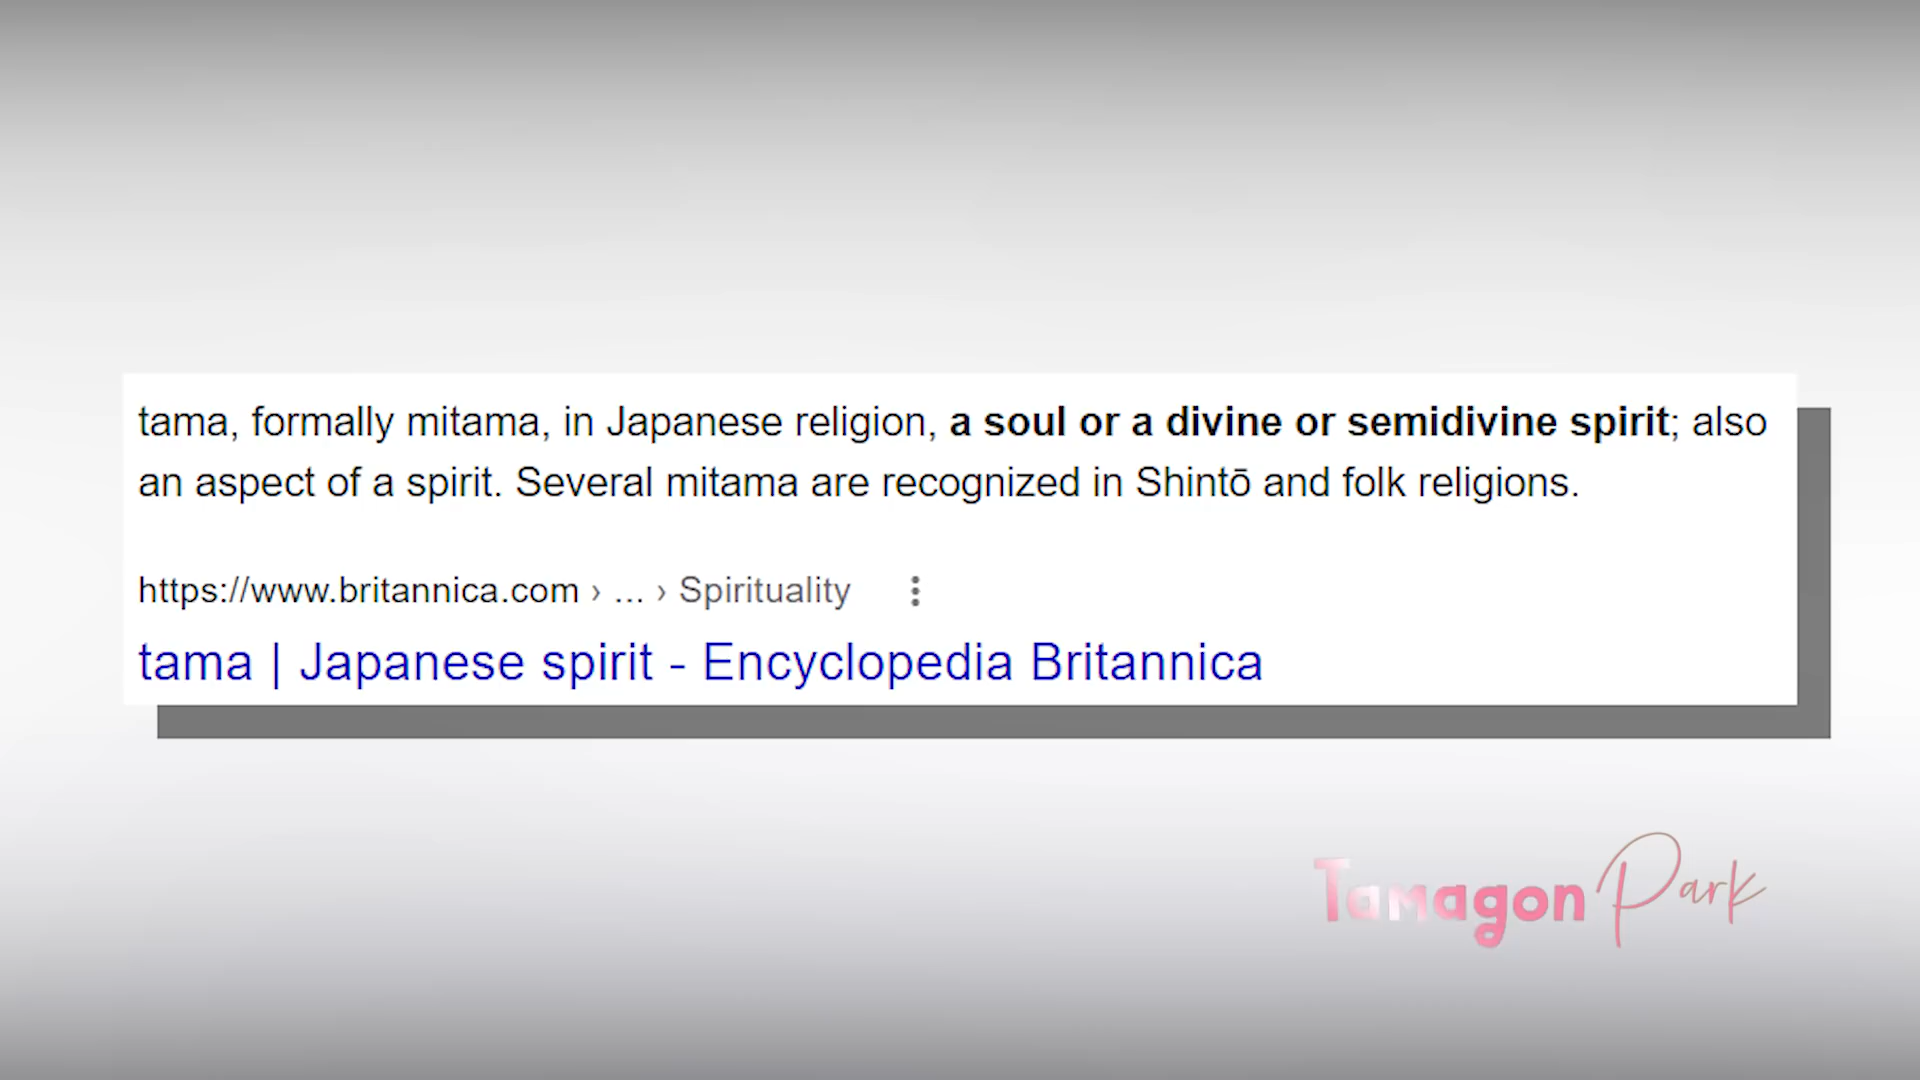 tama, formally mitama, in Japanese religion, a soul or a divine or semidivine spirit; also
an aspect of a spirit. Several mitama are recognized in Shintō and folk religions.
https://www.britannica.com › ... › Spirituality
tama | Japanese spirit - Encyclopedia Britannica
Tamagon Park